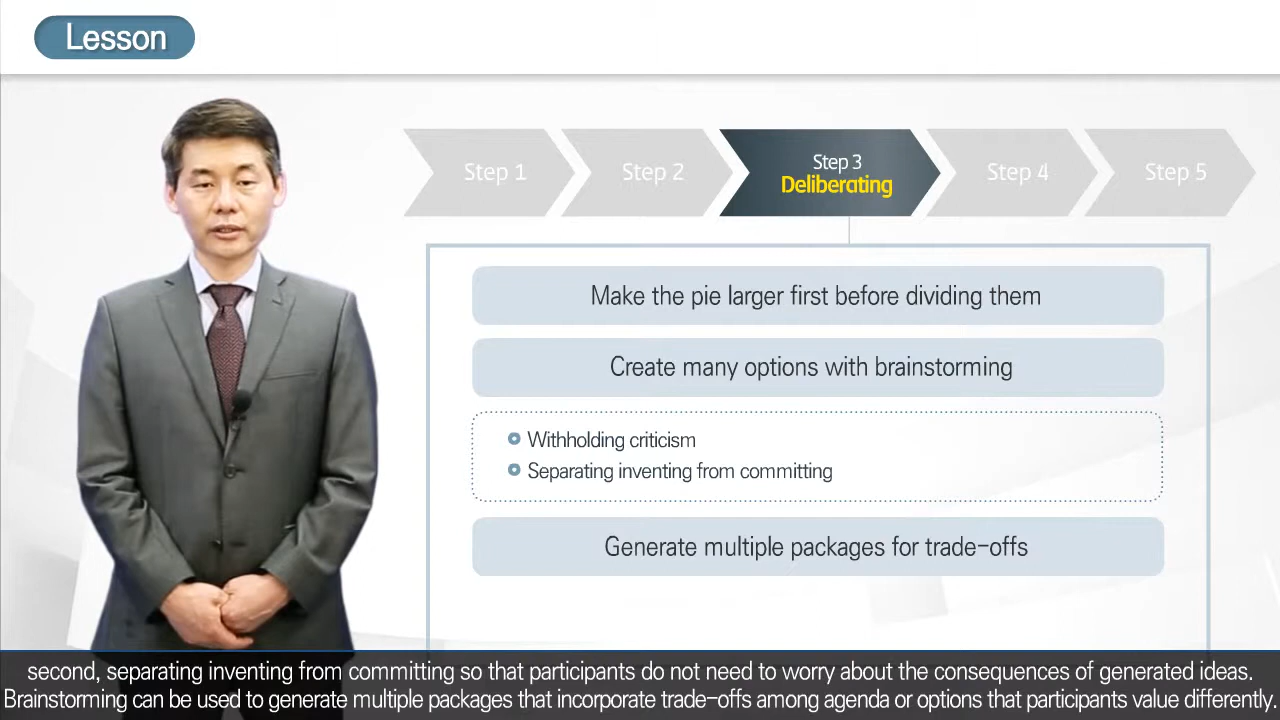 Lesson
Step 1
Step 2
Step 3
Deliberating
Step 4
Step 5
Make the pie larger first before dividing them
Create many options with brainstorming
Withholding criticism
Separating inventing from committing
Generate multiple packages for trade-offs
second, separating inventing from committing so that participants do not need to worry about the consequences of generated ideas.
Brainstorming can be used to generate multiple packages that incorporate trade-offs among agenda or options that participants value differently.